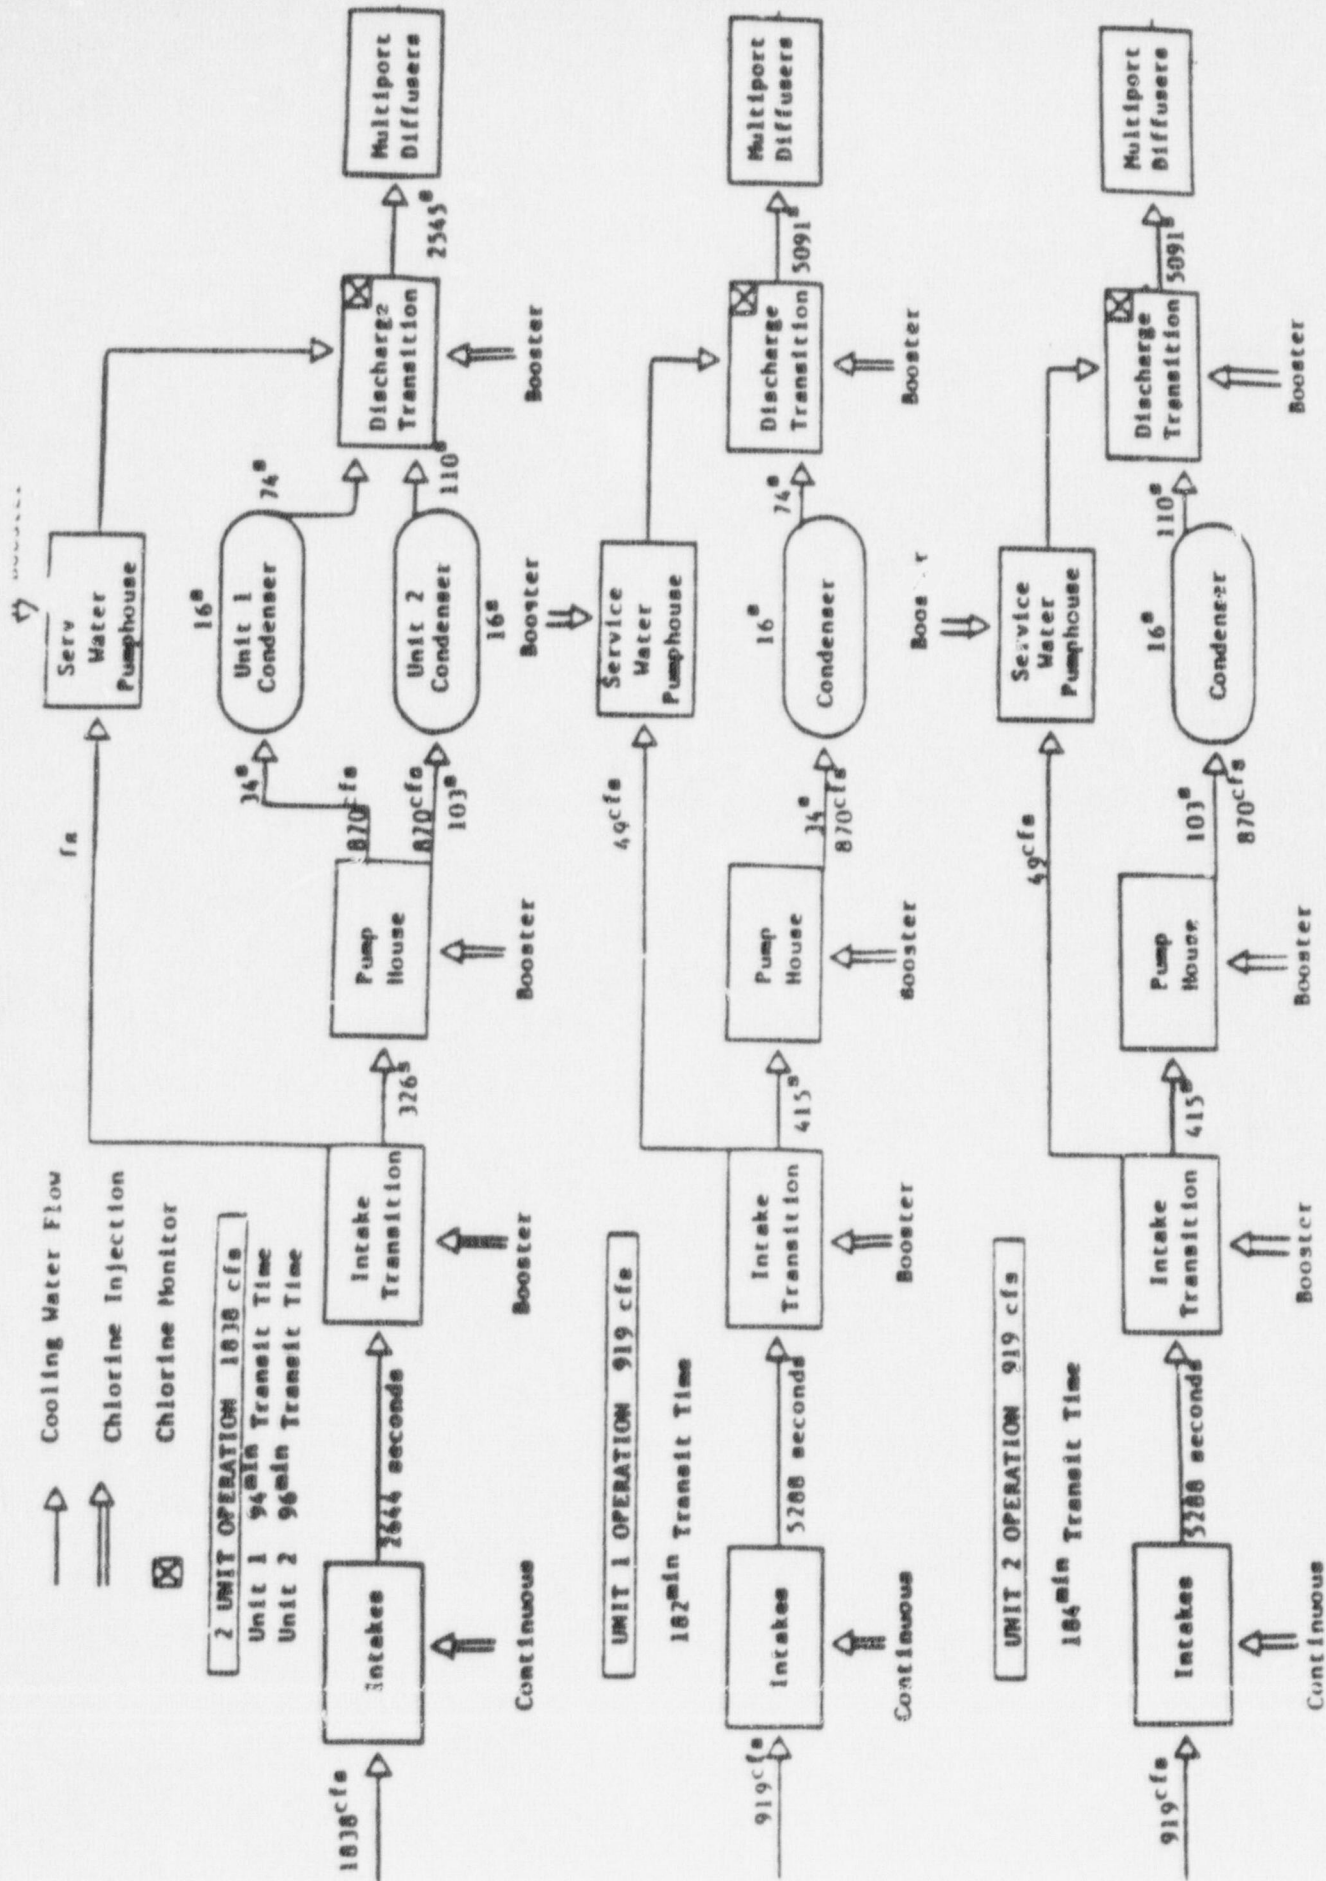 Cooling Water Flow
Chlorine Injection
Chlorine Monitor
2 UNIT OPERATION 1838 cfs
Unit 1 94min Transit Time
Unit 2 96min Transit Time
1838cfs
Intakes
Continuous
2644 seconds
Intake
Transition
Booster
326s
Pump
House
Booster
870cfs
34s
870cfs
103s
Serv
Water
Pumphouse
16s
Unit 1
Condenser
74s
Unit 2
Condenser
16s
110s
Discharge
Transition
Booster
2545s
Multiport
Diffusers
UNIT 1 OPERATION 919 cfs
182min Transit Time
919cfs
Intakes
Continuous
5288 seconds
Intake
Transition
Booster
415s
49cfs
Pump
House
Booster
34s
870cfs
Booster
Service
Water
Pumphouse
16s
Condenser
74s
Discharge
Transition
Booster
5091s
Multiport
Diffusers
UNIT 2 OPERATION 919 cfs
184min Transit Time
919cfs
Intakes
Continuous
5288 seconds
Intake
Transition
Booster
415s
49cfs
Pump
House
Booster
103s
870cfs
Boos r
Service
Water
Pumphouse
16s
Condenser
110s
Discharge
Transition
Booster
5091s
Multiport
Diffusers